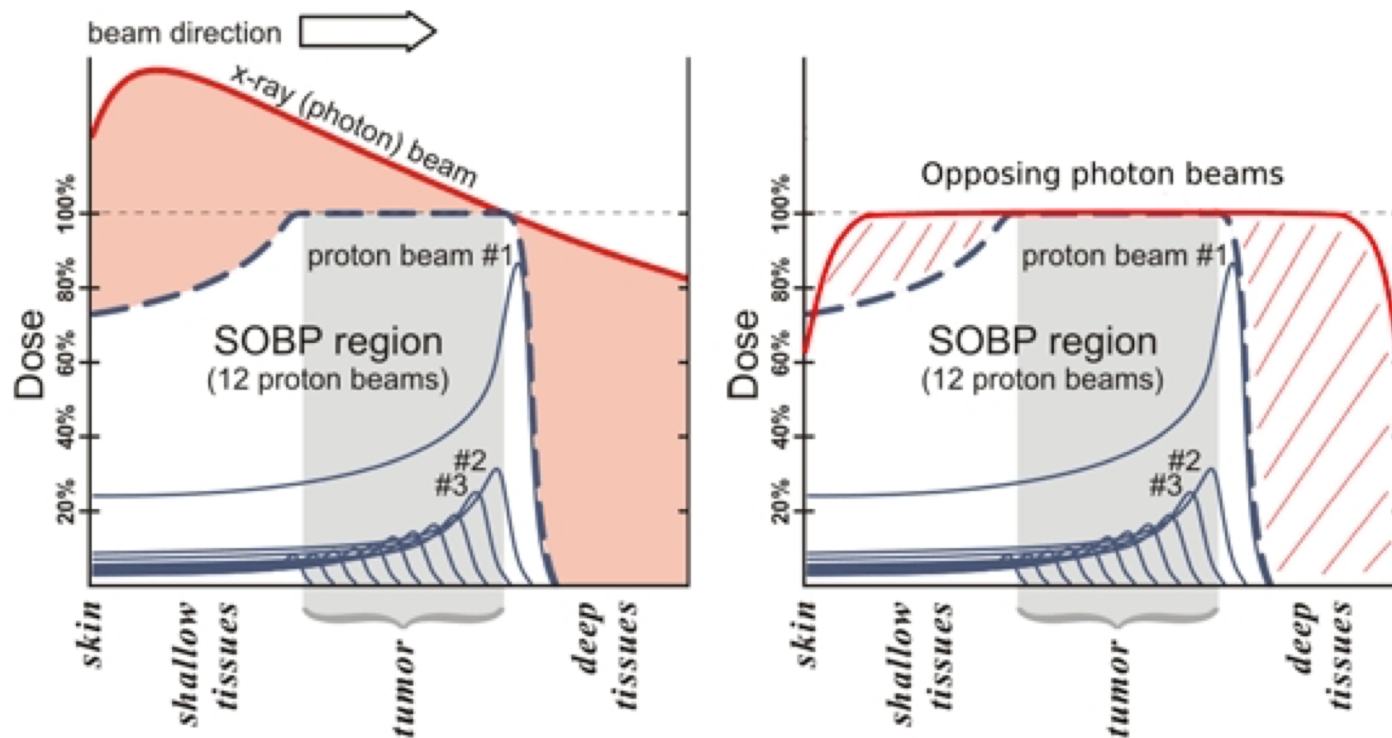 beam direction
x-ray (photon) beam
Dose
100%
80%
60%
40%
20%
proton beam #1
SOBP region
(12 proton beams)
#2
#3
skin
shallow
tissues
tumor
deep
tissues
Opposing photon beams
Dose
100%
80%
60%
40%
20%
proton beam #1
SOBP region
(12 proton beams)
#2
#3
skin
shallow
tissues
tumor
deep
tissues